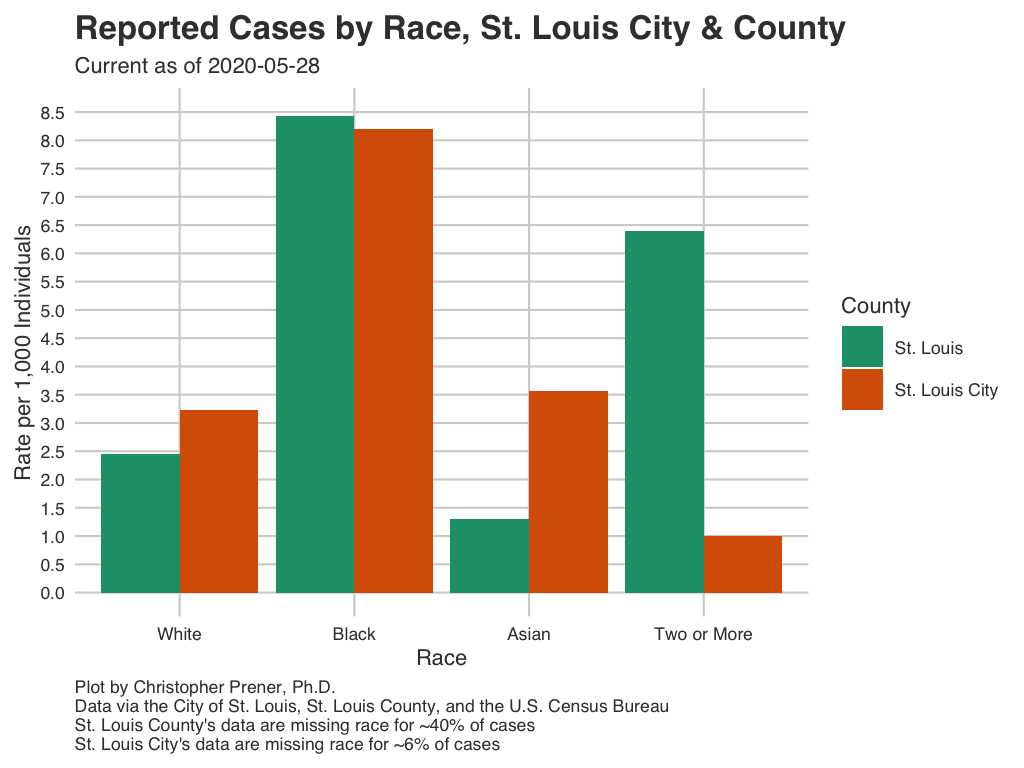 Reported Cases by Race, St. Louis City & County
Current as of 2020-05-28
Rate per 1,000 Individuals
8.5
8.0
7.5
7.0
6.5
6.0
5.5
5.0
4.5
4.0
3.5
3.0
2.5
2.0
1.5
1.0
0.5
0.0
White Black Asian Two or More
Race
County
St. Louis
St. Louis City
Plot by Christopher Prener, Ph.D.
Data via the City of St. Louis, St. Louis County, and the U.S. Census Bureau
St. Louis County's data are missing race for ~40% of cases
St. Louis City's data are missing race for ~6% of cases